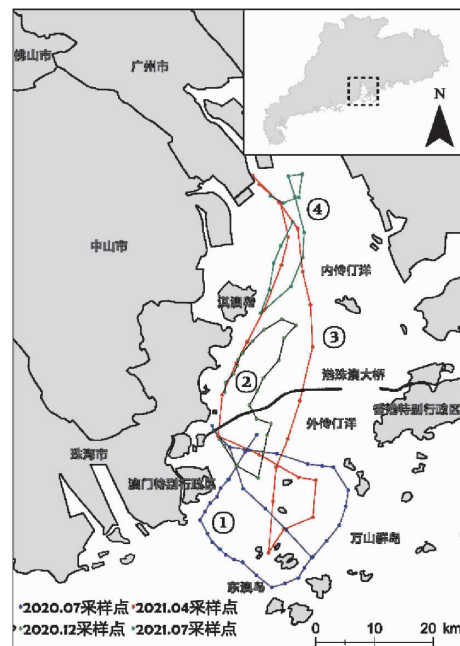 佛山市
广州市
N
④
中山市
内伶仃洋
淇澳岛
③
②
港珠澳大桥
香港特别行政区
外伶仃洋
珠海市
澳门特别行政区
①
万山群岛
东澳岛
2020.07采样点 2021.04采样点
2020.12采样点 2021.07采样点
0 10 20 km